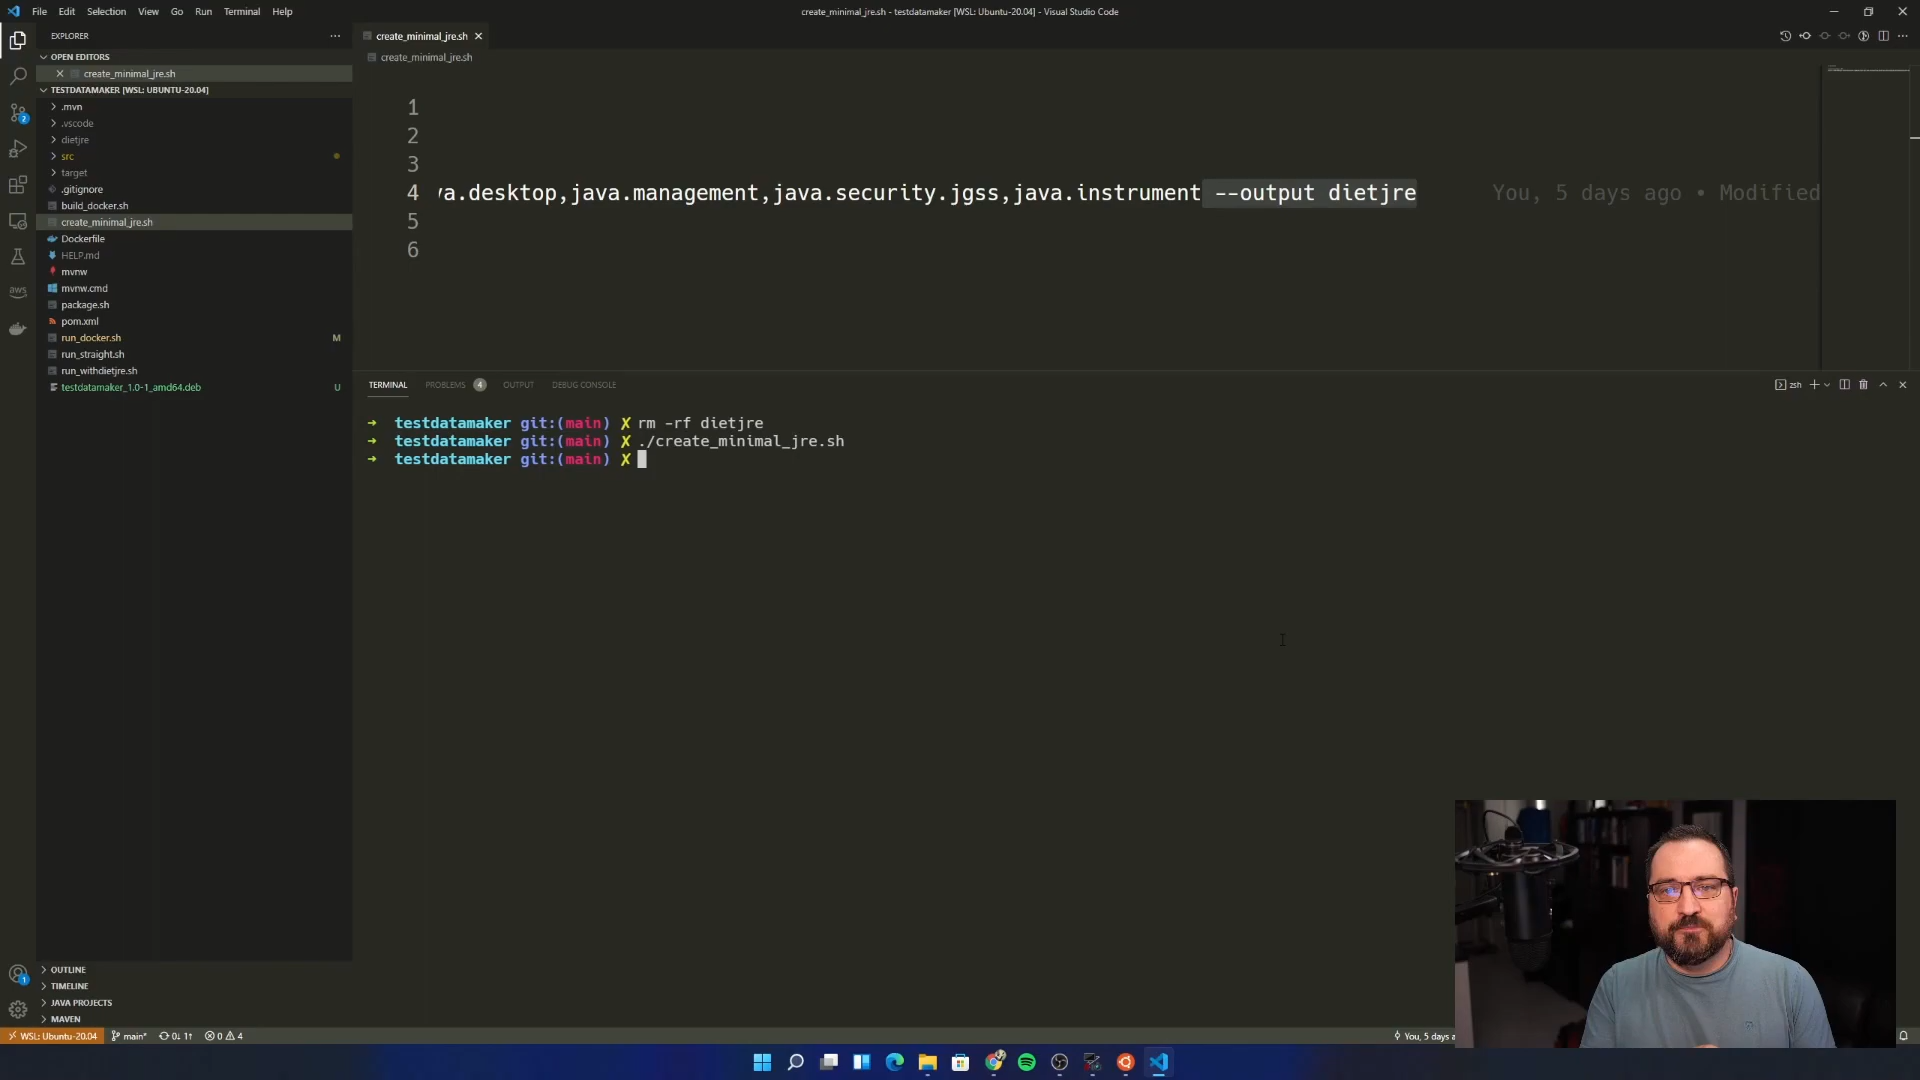 File Edit Selection View Go Run Terminal Help
create_minimal_jre.sh - testdatamaker [WSL: Ubuntu-20.04] - Visual Studio Code
EXPLORER
OPEN EDITORS
create_minimal_jre.sh
TESTDATAMAKER [WSL: UBUNTU-20.04]
.mvn
.vscode
dietjre
src
target
.gitignore
build_docker.sh
create_minimal_jre.sh
Dockerfile
HELP.md
mvnw
mvnw.cmd
package.sh
pom.xml
run_docker.sh M
run_straight.sh
run_withdietjre.sh
testdatamaker_1.0-1_amd64.deb U
OUTLINE
TIMELINE
JAVA PROJECTS
MAVEN
2
aws
1
create_minimal_jre.sh
create_minimal_jre.sh
1
2
3
4 va.desktop,java.management,java.security.jgss,java.instrument --output dietjre You, 5 days ago • Modified
5
6
TERMINAL PROBLEMS 4 OUTPUT DEBUG CONSOLE
zsh
→ testdatamaker git:(main) ✗ rm -rf dietjre
→ testdatamaker git:(main) ✗ ./create_minimal_jre.sh
→ testdatamaker git:(main) ✗
WSL: Ubuntu-20.04 main* 0↓ 1↑ 0 4
You, 5 days a